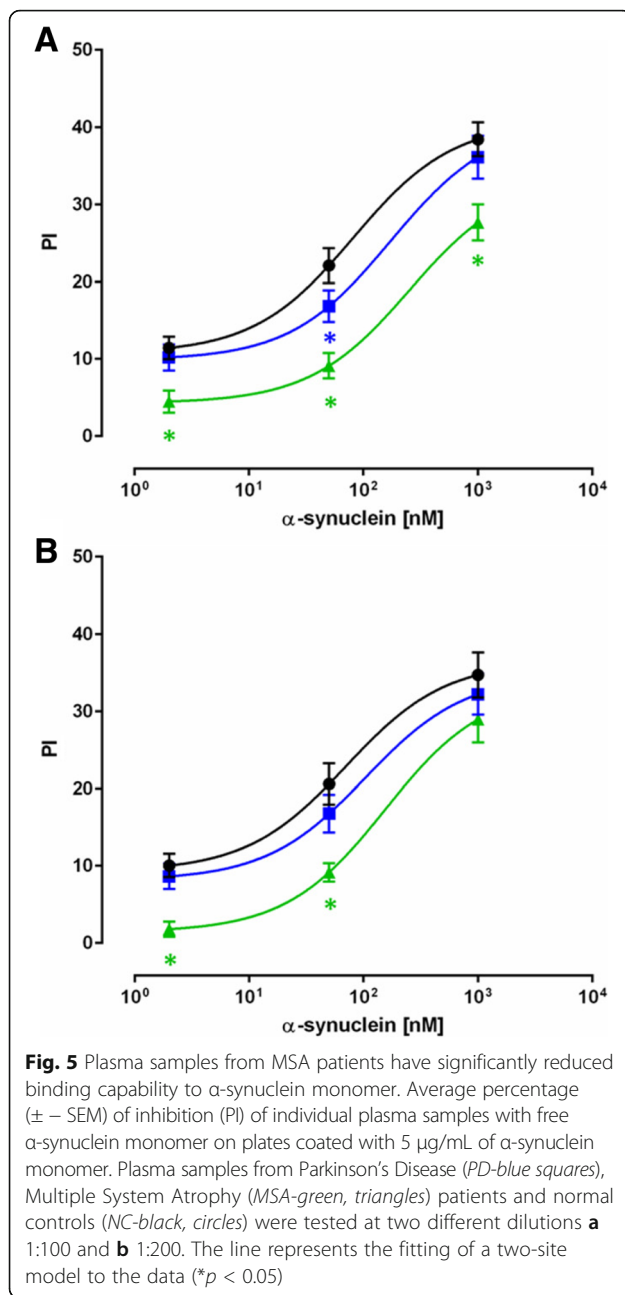 A
50
40
30
20
10
0
PI
*
*
*
*
10⁰ 10¹ 10² 10³ 10⁴
α-synuclein [nM]
B
50
40
30
20
10
0
PI
*
*
10⁰ 10¹ 10² 10³ 10⁴
α-synuclein [nM]
Fig. 5 Plasma samples from MSA patients have significantly reduced
binding capability to α-synuclein monomer. Average percentage
(± − SEM) of inhibition (PI) of individual plasma samples with free
α-synuclein monomer on plates coated with 5 μg/mL of α-synuclein
monomer. Plasma samples from Parkinson's Disease (PD-blue squares),
Multiple System Atrophy (MSA-green, triangles) patients and normal
controls (NC-black, circles) were tested at two different dilutions a
1:100 and b 1:200. The line represents the fitting of a two-site
model to the data (*p < 0.05)